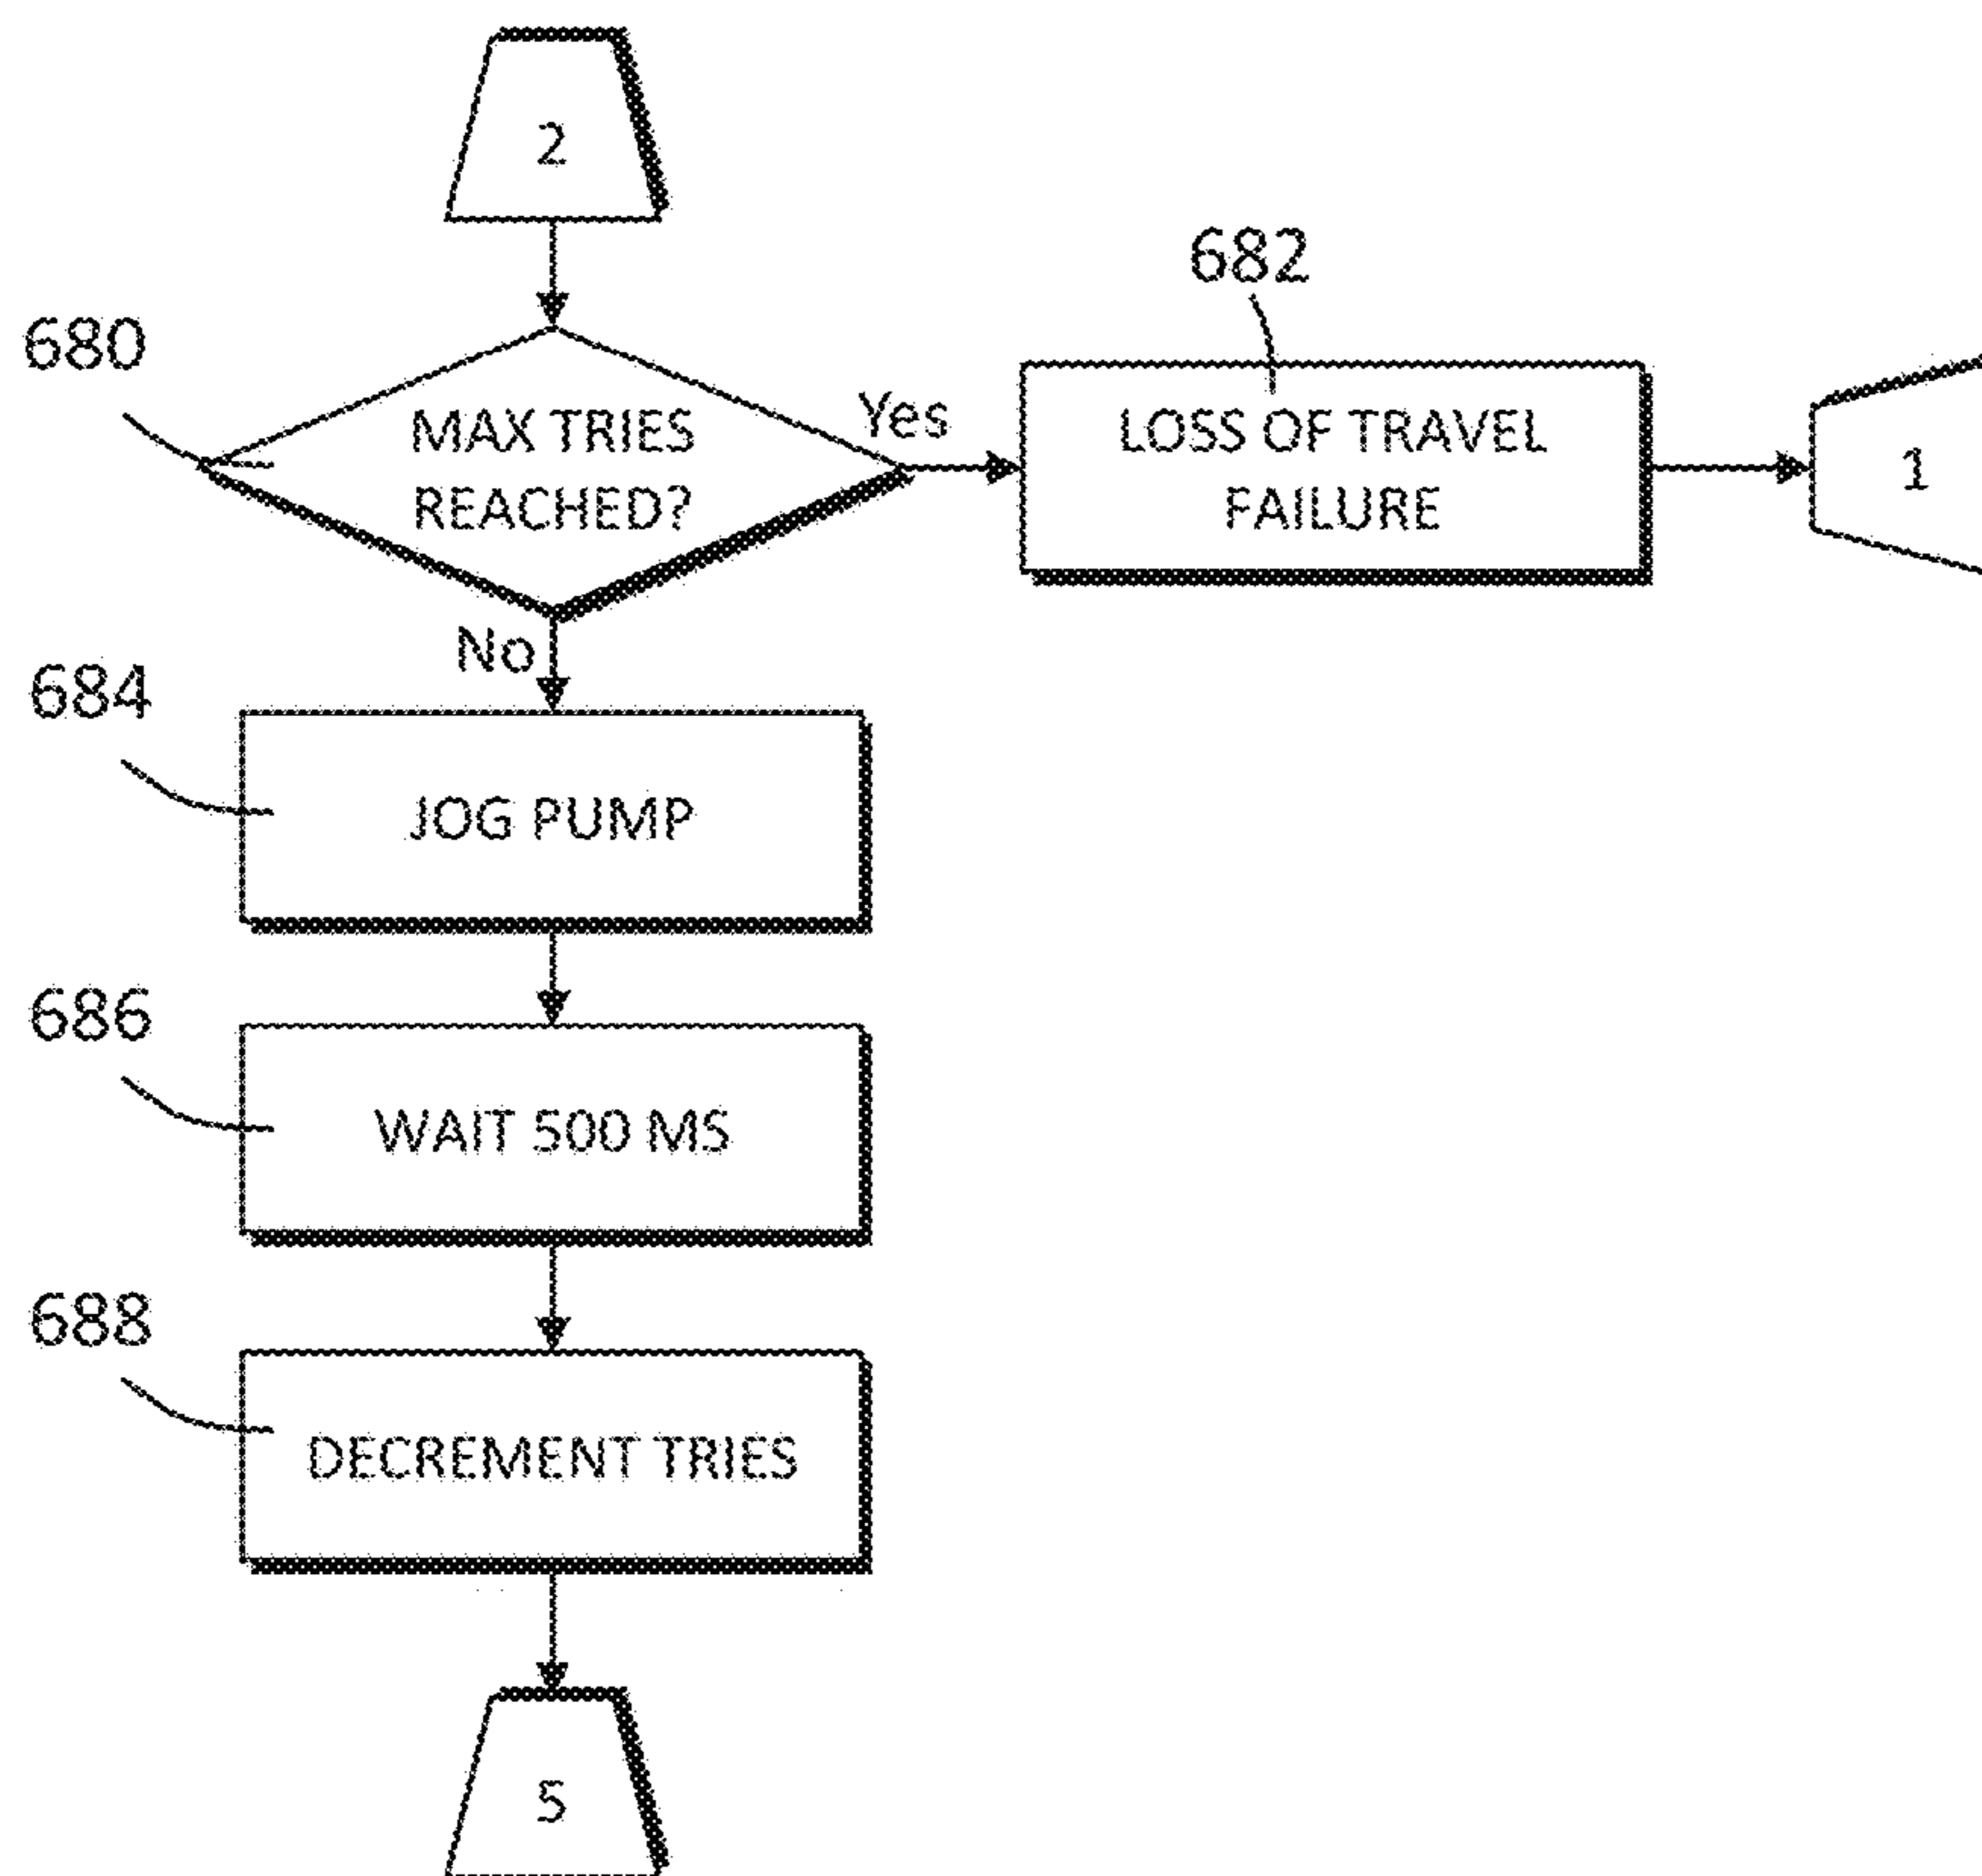 2
680
682
MAX TRIES
REACHED?
Yes
LOSS OF TRAVEL
FAILURE
1
No
684
JOG PUMP
686
WAIT 500 MS
688
DECREMENT TRIES
5